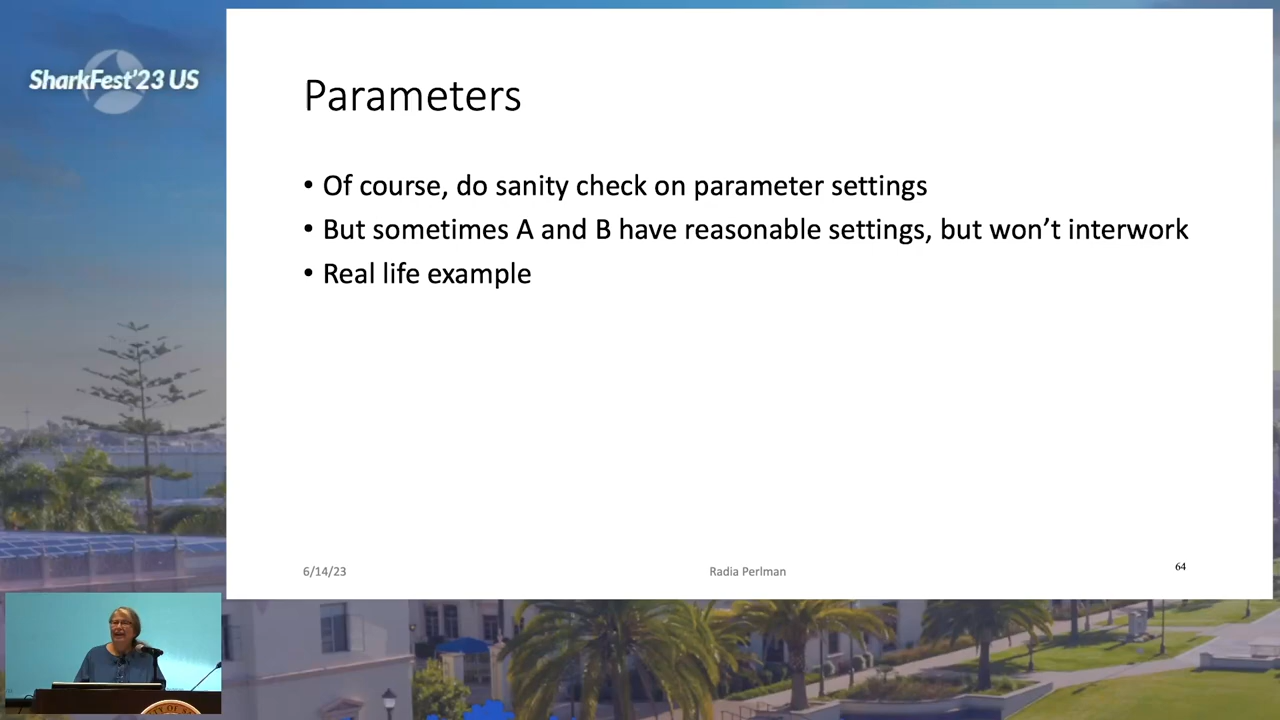 SharkFest'23 US
Parameters
• Of course, do sanity check on parameter settings
• But sometimes A and B have reasonable settings, but won’t interwork
• Real life example
6/14/23
Radia Perlman
64